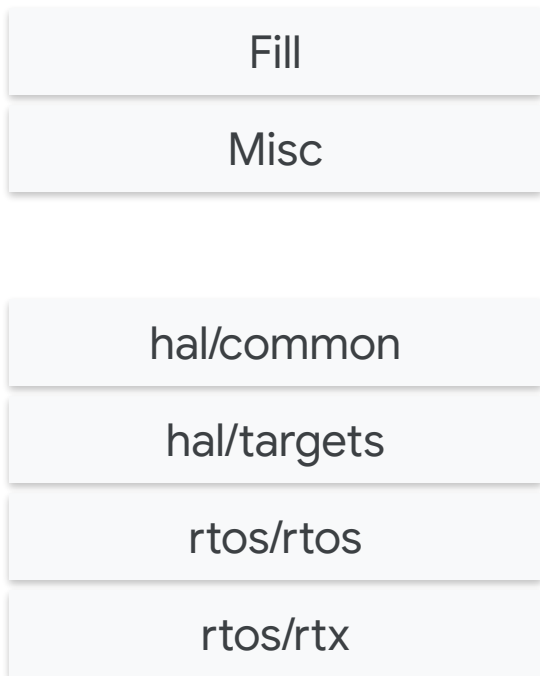 Fill
Misc
hal/common
hal/targets
rtos/rtos
rtos/rtx